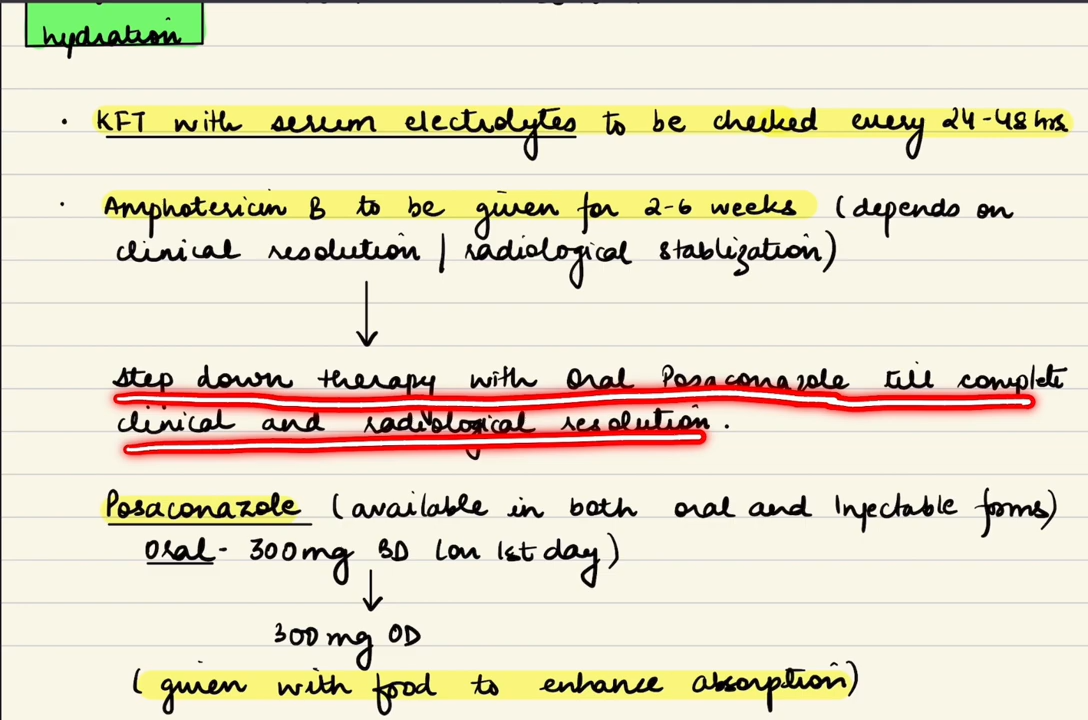 hydration
· KFT with serum electrolytes to be checked every 24-48 hrs
· Amphotericin B to be given for 2-6 weeks (depends on
clinical resolution / radiological stablization)
↓
Step down therapy with Oral Posaconazole till complete
clinical and radiological resolution.
Posaconazole (available in both oral and Injectable forms)
Oral - 300mg BD (on 1st day)
↓
300mg OD
(given with food to enhance absorption)